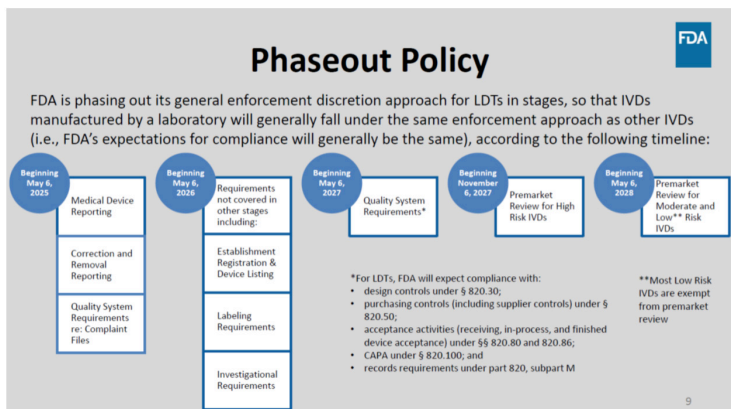 FDA
Phaseout Policy
FDA is phasing out its general enforcement discretion approach for LDTs in stages, so that IVDs
manufactured by a laboratory will generally fall under the same enforcement approach as other IVDs
(i.e., FDA's expectations for compliance will generally be the same), according to the following timeline:
Beginning
May 6,
2025
Medical Device
Reporting
Correction and
Removal
Reporting
Quality System
Requirements
re: Complaint
Files
Beginning
May 6,
2026
Requirements
not covered in
other stages
including:
Establishment
Registration &
Device Listing
Labeling
Requirements
Investigational
Requirements
Beginning
May 6,
2027
Quality System
Requirements*
Beginning
November
6, 2027
Premarket
Review for High
Risk IVDs
Beginning
May 6,
2028
Premarket
Review for
Moderate and
Low** Risk
IVDs
*For LDTs, FDA will expect compliance with:
• design controls under § 820.30;
• purchasing controls (including supplier controls) under §
820.50;
• acceptance activities (receiving, in-process, and finished
device acceptance) under §§ 820.80 and 820.86;
• CAPA under § 820.100; and
• records requirements under part 820, subpart M
**Most Low Risk
IVDs are exempt
from premarket
review
9